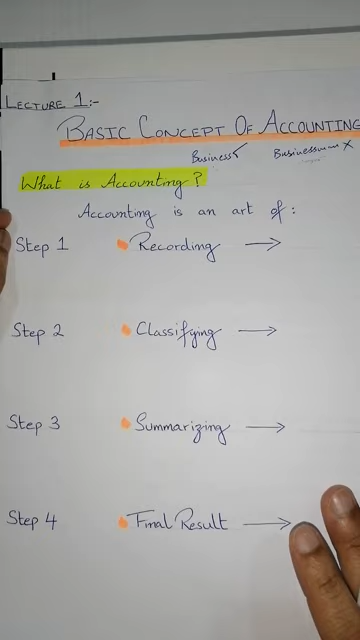 LECTURE 1:-
BASIC CONCEPT OF ACCOUNTING
Business✓ Businessman X
What is Accounting?
Accounting is an art of:
Step 1 • Recording →
Step 2 • Classifying →
Step 3 • Summarizing →
Step 4 • Final Result →